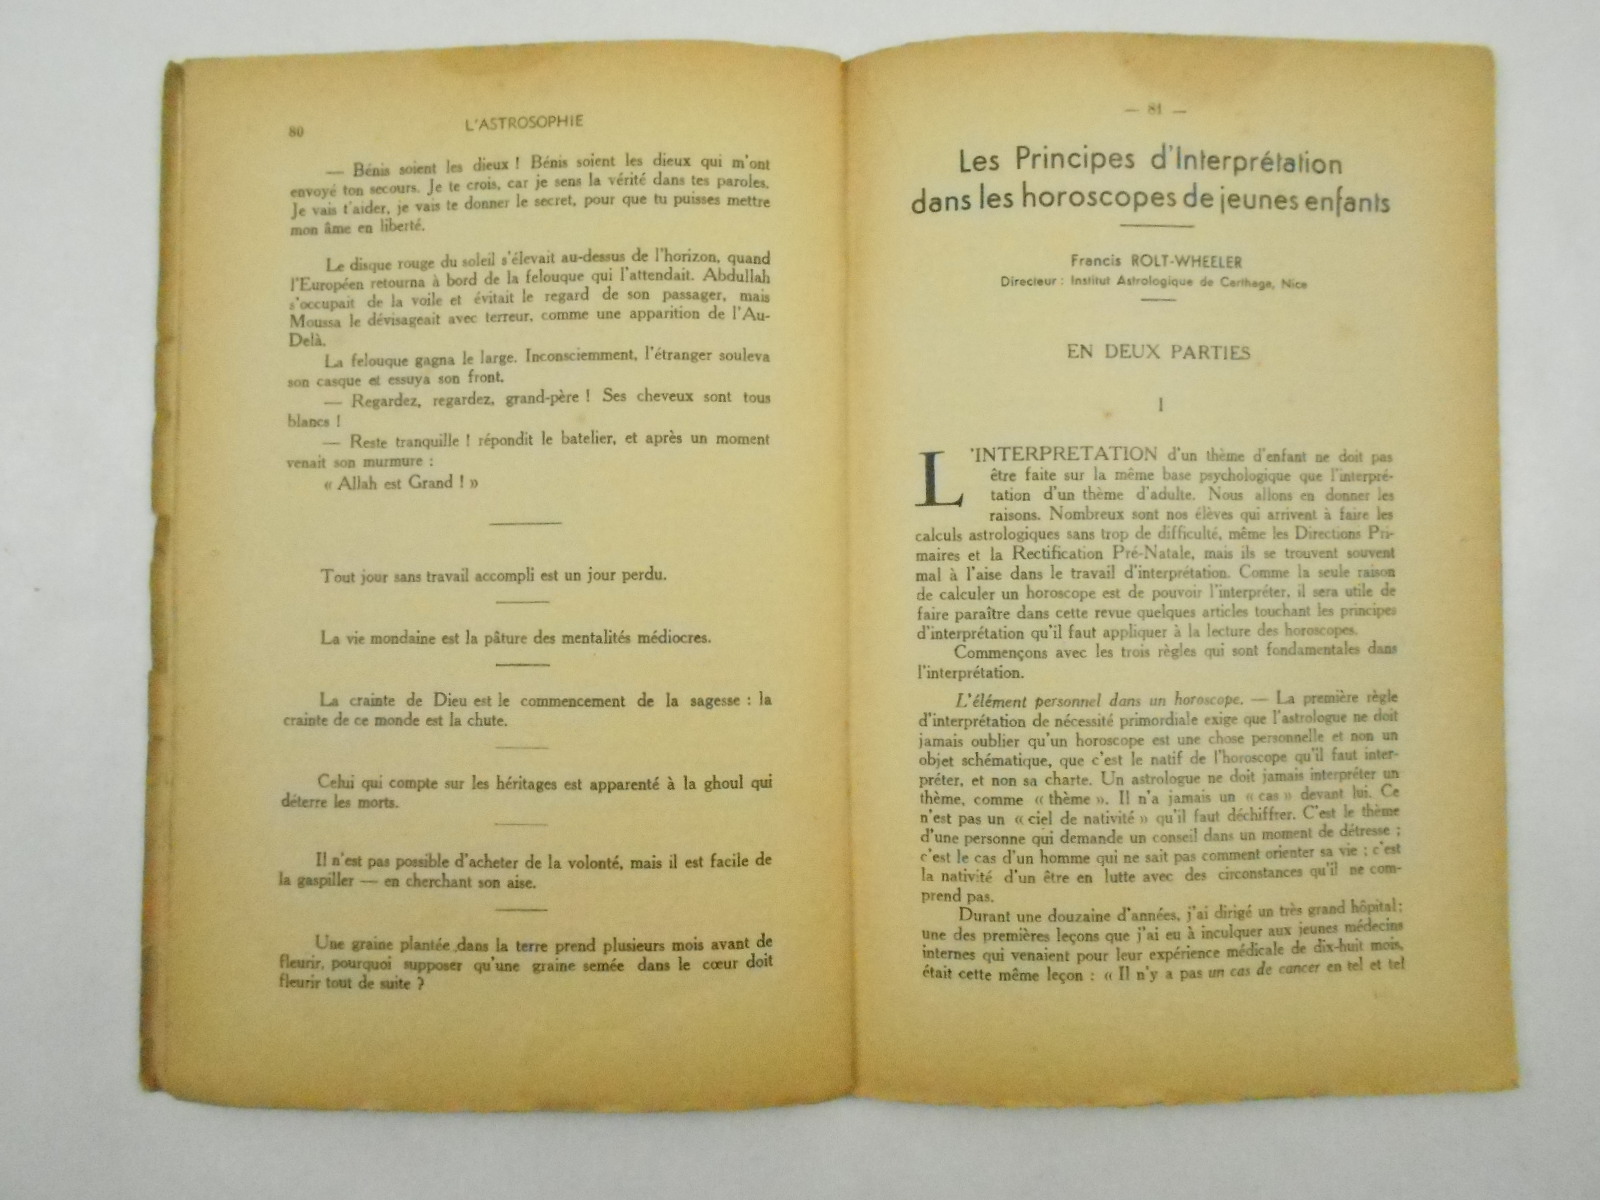 80
L'ASTROSOPHIE
— Bénis soient les dieux ! Bénis soient les dieux qui m'ont
envoyé ton secours. Je te crois, car je sens la vérité dans tes paroles.
Je vais t'aider, je vais te donner le secret, pour que tu puisses mettre
mon âme en liberté.
Le disque rouge du soleil s'élevait au-dessus de l'horizon, quand
l'Européen retourna à bord de la felouque qui l'attendait. Abdullah
s'occupait de la voile et évitait le regard de son passager, mais
Moussa le dévisageait avec terreur, comme une apparition de l'Au-
Delà.
La felouque gagna le large. Inconsciemment, l'étranger souleva
son casque et essuya son front.
— Regardez, regardez, grand-père ! Ses cheveux sont tous
blancs !
— Reste tranquille ! répondit le batelier, et après un moment
venait son murmure :
« Allah est Grand ! »
Tout jour sans travail accompli est un jour perdu.
La vie mondaine est la pâture des mentalités médiocres.
La crainte de Dieu est le commencement de la sagesse : la
crainte de ce monde est la chute.
Celui qui compte sur les héritages est apparenté à la ghoul qui
déterre les morts.
Il n'est pas possible d'acheter de la volonté, mais il est facile de
la gaspiller — en cherchant son aise.
Une graine plantée dans la terre prend plusieurs mois avant de
fleurir, pourquoi supposer qu'une graine semée dans le cœur doit
fleurir tout de suite ?
— 81 —
Les Principes d'Interprétation
dans les horoscopes de jeunes enfants
Francis ROLT-WHEELER
Directeur : Institut Astrologique de Carthage, Nice
EN DEUX PARTIES
I
L'INTERPRETATION d'un thème d'enfant ne doit pas
être faite sur la même base psychologique que l'interpré-
tation d'un thème d'adulte. Nous allons en donner les
raisons. Nombreux sont nos élèves qui arrivent à faire les
calculs astrologiques sans trop de difficulté, même les Directions Pri-
maires et la Rectification Pré-Natale, mais ils se trouvent souvent
mal à l'aise dans le travail d'interprétation. Comme la seule raison
de calculer un horoscope est de pouvoir l'interpréter, il sera utile de
faire paraître dans cette revue quelques articles touchant les principes
d'interprétation qu'il faut appliquer à la lecture des horoscopes.
Commençons avec les trois règles qui sont fondamentales dans
l'interprétation.
L'élément personnel dans un horoscope. — La première règle
d'interprétation de nécessité primordiale exige que l'astrologue ne doit
jamais oublier qu'un horoscope est une chose personnelle et non un
objet schématique, que c'est le natif de l'horoscope qu'il faut inter-
préter, et non sa charte. Un astrologue ne doit jamais interpréter un
thème, comme « thème ». Il n'a jamais un « cas » devant lui. Ce
n'est pas un « ciel de nativité » qu'il faut déchiffrer. C'est le thème
d'une personne qui demande un conseil dans un moment de détresse ;
c'est le cas d'un homme qui ne sait pas comment orienter sa vie ; c'est
la nativité d'un être en lutte avec des circonstances qu'il ne com-
prend pas.
Durant une douzaine d'années, j'ai dirigé un très grand hôpital ;
une des premières leçons que j'ai eu à inculquer aux jeunes médecins
internes qui venaient pour leur expérience médicale de dix-huit mois,
était cette même leçon : « Il n'y a pas un cas de cancer en tel et tel